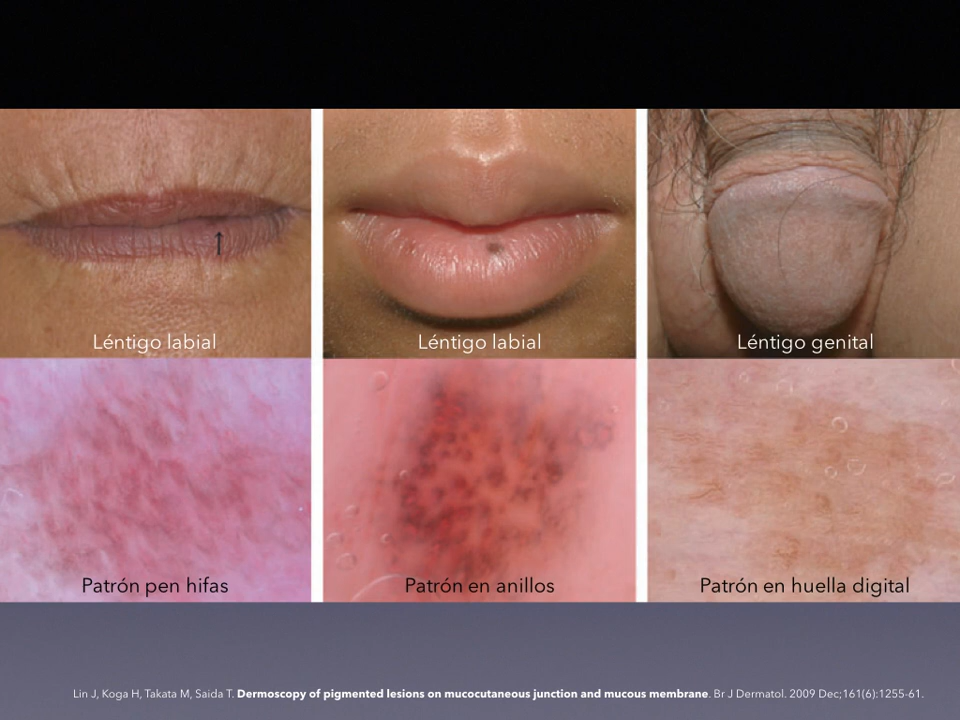 Léntigo labial
Léntigo labial
Léntigo genital
Patrón pen hifas
Patrón en anillos
Patrón en huella digital
Lin J, Koga H, Takata M, Saida T. Dermoscopy of pigmented lesions on mucocutaneous junction and mucous membrane. Br J Dermatol. 2009 Dec;161(6):1255-61.